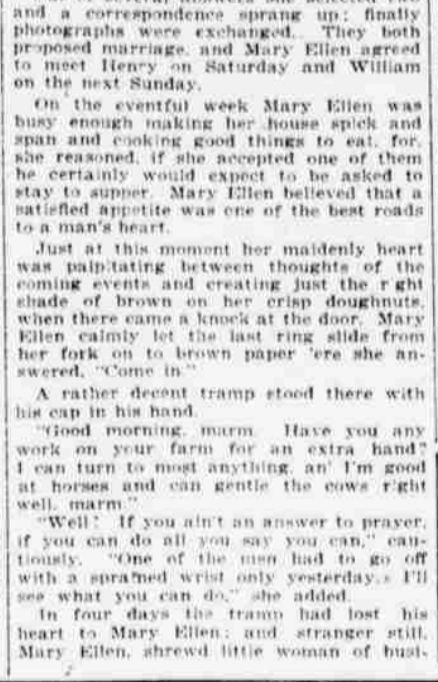 and a correspondence sprang up; finally
photographs were exchanged. They both
proposed marriage, and Mary Ellen agreed
to meet Henry on Saturday and William
on the next Sunday.
On the eventful week Mary Ellen was
busy enough making her house spick and
span and cooking good things to eat, for,
she reasoned, if she accepted one of them
he certainly would expect to be asked to
stay to supper. Mary Ellen believed that a
satisfied appetite was one of the best roads
to a man's heart.
Just at this moment her maidenly heart
was palpitating between thoughts of the
coming events and creating just the right
shade of brown on her crisp doughnuts,
when there came a knock at the door. Mary
Ellen calmly let the last ring slide from
her fork on to brown paper 'ere she an-
swered, "Come in"
A rather decent tramp stood there with
his cap in his hand.
"Good morning, marm. Have you any
work on your farm for an extra hand?
I can turn to most anything, an' I'm good
at horses and can gentle the cows right
well, marm"
"Well! If you ain't an answer to prayer,
if you can do all you say you can," cau-
tiously. "One of the men had to go off
with a sprained wrist only yesterday. I'll
see what you can do," she added.
In four days the tramp had lost his
heart to Mary Ellen; and stranger still,
Mary Ellen, shrewd little woman of busi-